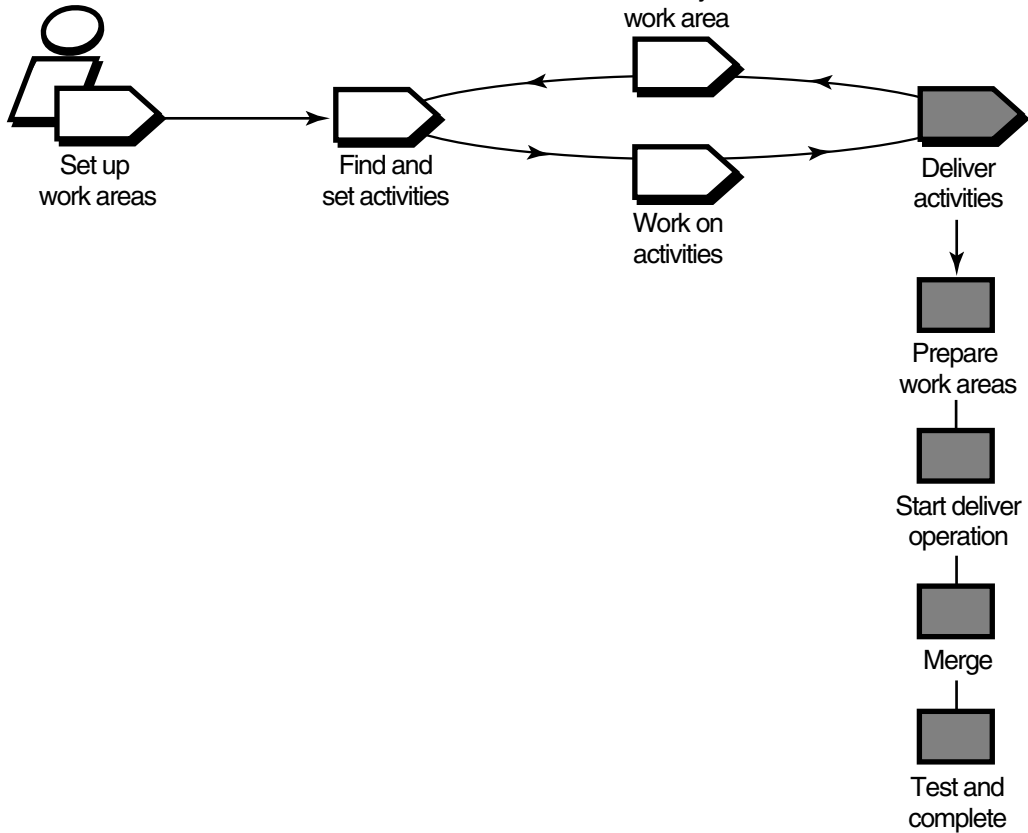 work area
Set up
work areas
Find and
set activities
Work on
activities
Deliver
activities
Prepare
work areas
Start deliver
operation
Merge
Test and
complete